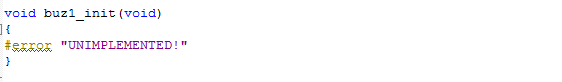 void buz1_init(void)
{
#error "UNIMPLEMENTED!"
}